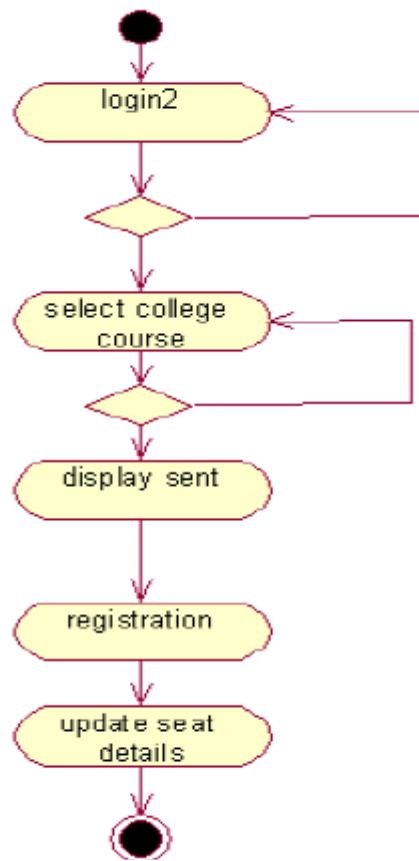 login2
select college
course
display sent
registration
update seat
details